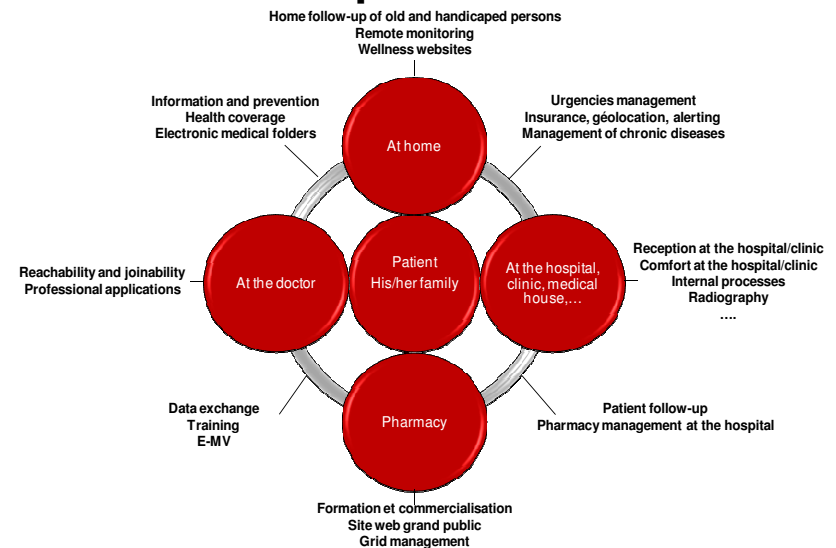 Home follow-up of old and handicaped persons
Remote monitoring
Wellness websites
Information and prevention
Health coverage
Electronic medical folders
Urgencies management
Insurance, géolocation, alerting
Management of chronic diseases
At home
Reachability and joinability
Professional applications
At the doctor
Patient
His/her family
At the hospital,
clinic, medical
house,...
Reception at the hospital/clinic
Comfort at the hospital/clinic
Internal processes
Radiography
....
Data exchange
Training
E-MV
Pharmacy
Patient follow-up
Pharmacy management at the hospital
Formation et commercialisation
Site web grand public
Grid management